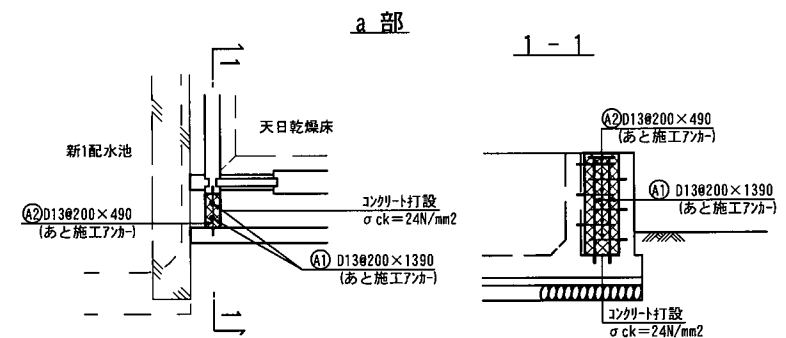 a 部
1 - 1
1
天日乾燥床
新1配水池
A2 D13@200×490
(あと施工アンカー)
コンクリート打設
σck=24N/mm2
A1 D13@200×1390
(あと施工アンカー)
1
A2 D13@200×490
(あと施工アンカー)
A1 D13@200×1390
(あと施工アンカー)
コンクリート打設
σck=24N/mm2